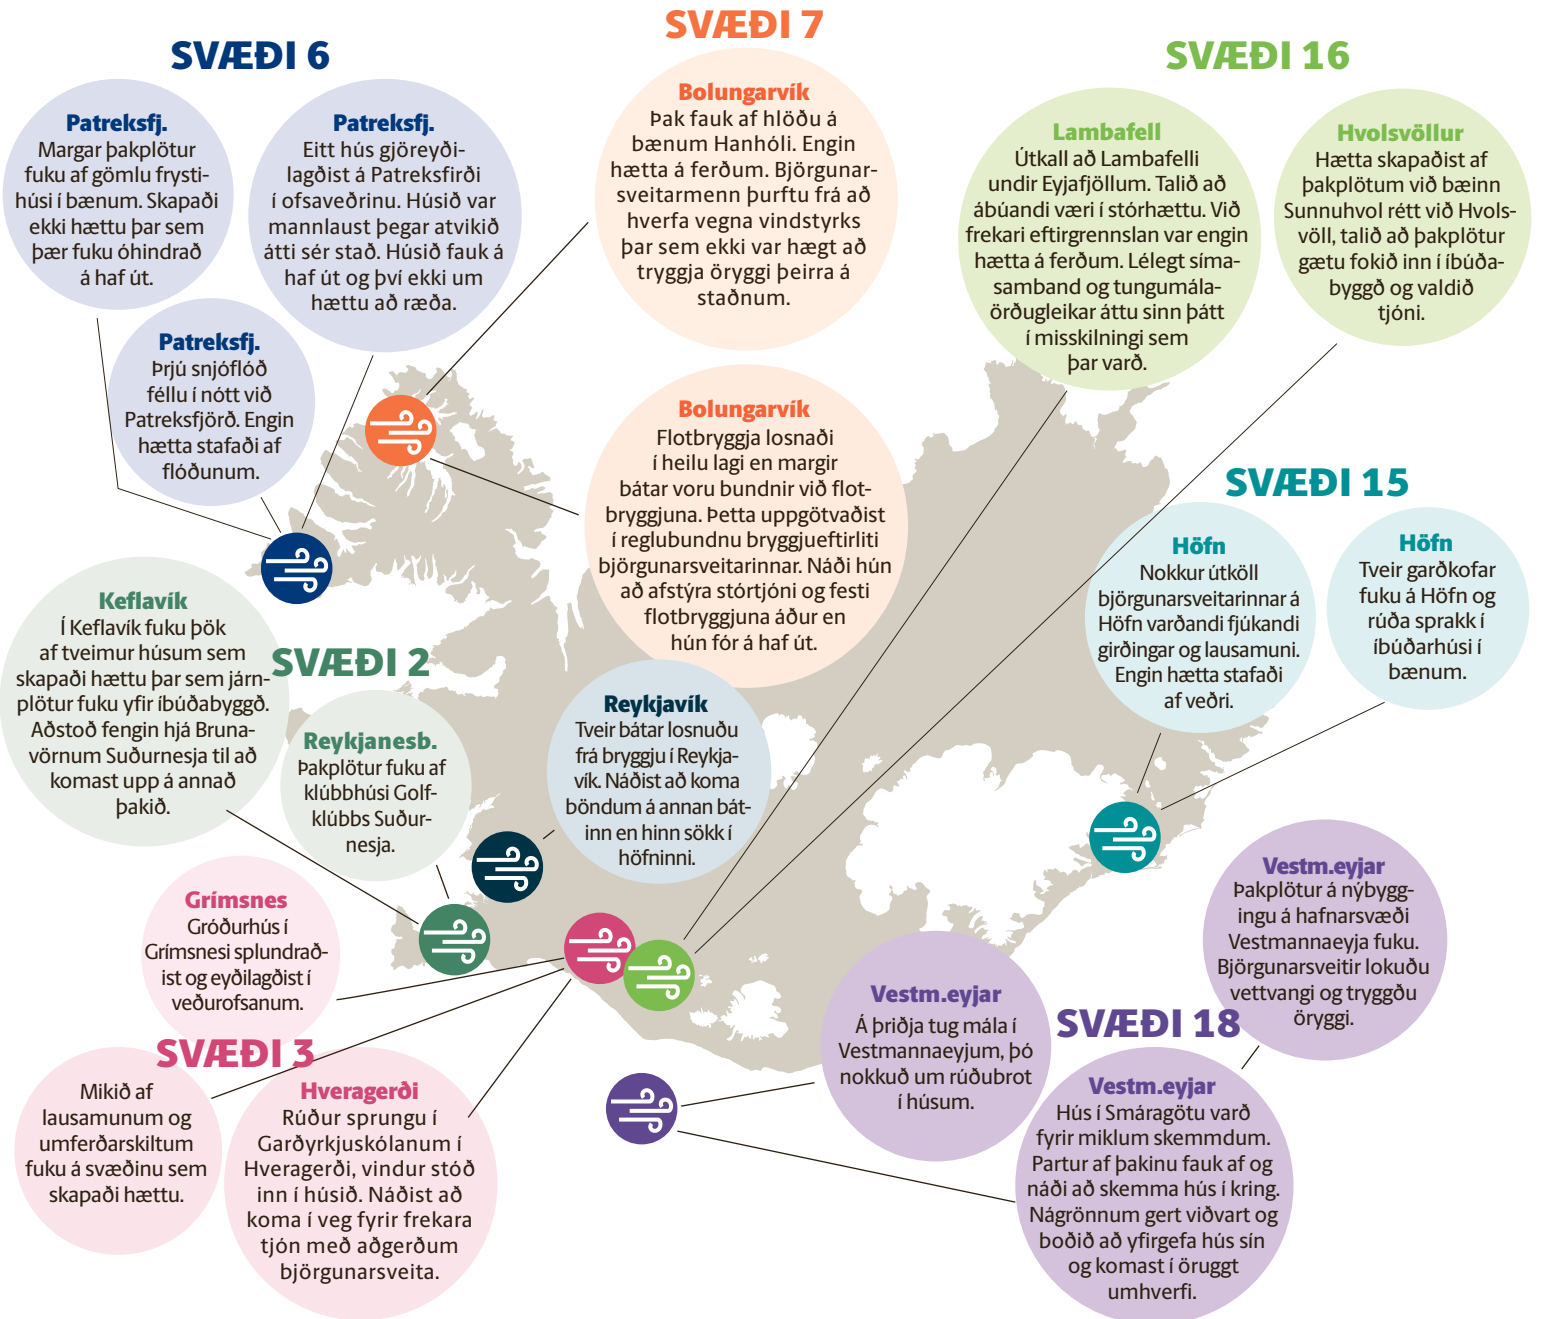 SVÆÐI 6
Patreksfj.
Margar þakplötur
fuku af gömlu frysti-
húsi í bænum. Skapaði
ekki hættu þar sem
þær fuku óhindrað
á haf út.
Patreksfj.
Eitt hús gjöreyði-
lagðist á Patreksfirði
í ofsaveðrinu. Húsið var
mannlaust þegar atvikið
átti sér stað. Húsið fauk á
haf út og því ekki um
hættu að ræða.
Patreksfj.
Þrjú snjóflóð
féllu í nótt við
Patreksfjörð. Engin
hætta stafaði af
flóðunum.
SVÆÐI 7
Bolungarvík
Þak fauk af hlöðu á
bænum Hanhóli. Engin
hætta á ferðum. Björgunar-
sveitarmenn þurftu frá að
hverfa vegna vindstyrks
þar sem ekki var hægt að
tryggja öryggi þeirra á
staðnum.
Bolungarvík
Flotbryggja losnaði
í heilu lagi en margir
bátar voru bundnir við flot-
bryggjuna. Þetta uppgötvaðist
í reglubundnu bryggjueftirliti
björgunarsveitarinnar. Náði hún
að afstýra stórtjóni og festi
flotbryggjuna áður en
hún fór á haf út.
SVÆÐI 16
Lambafell
Útkall að Lambafelli
undir Eyjafjöllum. Talið að
ábúandi væri í stórhættu. Við
frekari eftirgrennslan var engin
hætta á ferðum. Lélegt síma-
samband og tungumála-
örðugleikar áttu sinn þátt
í misskilningi sem
þar varð.
Hvolsvöllur
Hætta skapaðist af
þakplötum við bæinn
Sunnuhvol rétt við Hvols-
völl, talið að þakplötur
gætu fokið inn í íbúða-
byggð og valdið
tjóni.
SVÆÐI 15
Höfn
Nokkur útköll
björgunarsveitarinnar á
Höfn varðandi fjúkandi
girðingar og lausamuni.
Engin hætta stafaði
af veðri.
Höfn
Tveir garðkofar
fuku á Höfn og
rúða sprakk í
íbúðarhúsi í
bænum.
Keflavík
Í Keflavík fuku þök
af tveimur húsum sem
skapaði hættu þar sem járn-
plötur fuku yfir íbúðabyggð.
Aðstoð fengin hjá Bruna-
vörnum Suðurnesja til að
komast upp á annað
þakið.
SVÆÐI 2
Reykjanesb.
Þakplötur fuku af
klúbbhúsi Golf-
klúbbs Suður-
nesja.
Reykjavík
Tveir bátar losnuðu
frá bryggju í Reykja-
vík. Náðist að koma
böndum á annan bát-
inn en hinn sökk í
höfninni.
Grímsnes
Gróðurhús í
Grímsnesi splundrað-
ist og eyðilagðist í
veðurofsanum.
SVÆÐI 3
Mikið af
lausamunum og
umferðarskiltum
fuku á svæðinu sem
skapaði hættu.
Hveragerði
Rúður sprungu í
Garðyrkjuskólanum í
Hveragerði, vindur stóð
inn í húsið. Náðist að
koma í veg fyrir frekara
tjón með aðgerðum
björgunarsveita.
Vestm.eyjar
Á þriðja tug mála í
Vestmannaeyjum, þó
nokkuð um rúðubrot
í húsum.
SVÆÐI 18
Vestm.eyjar
Þakplötur á nýbygg-
ingu á hafnarsvæði
Vestmannaeyja fuku.
Björgunarsveitir lokuðu
vettvangi og tryggðu
öryggi.
Vestm.eyjar
Hús í Smáragötu varð
fyrir miklum skemmdum.
Partur af þakinu fauk af og
náði að skemma hús í kring.
Nágrönnum gert viðvart og
boðið að yfirgefa hús sín
og komast í öruggt
umhverfi.